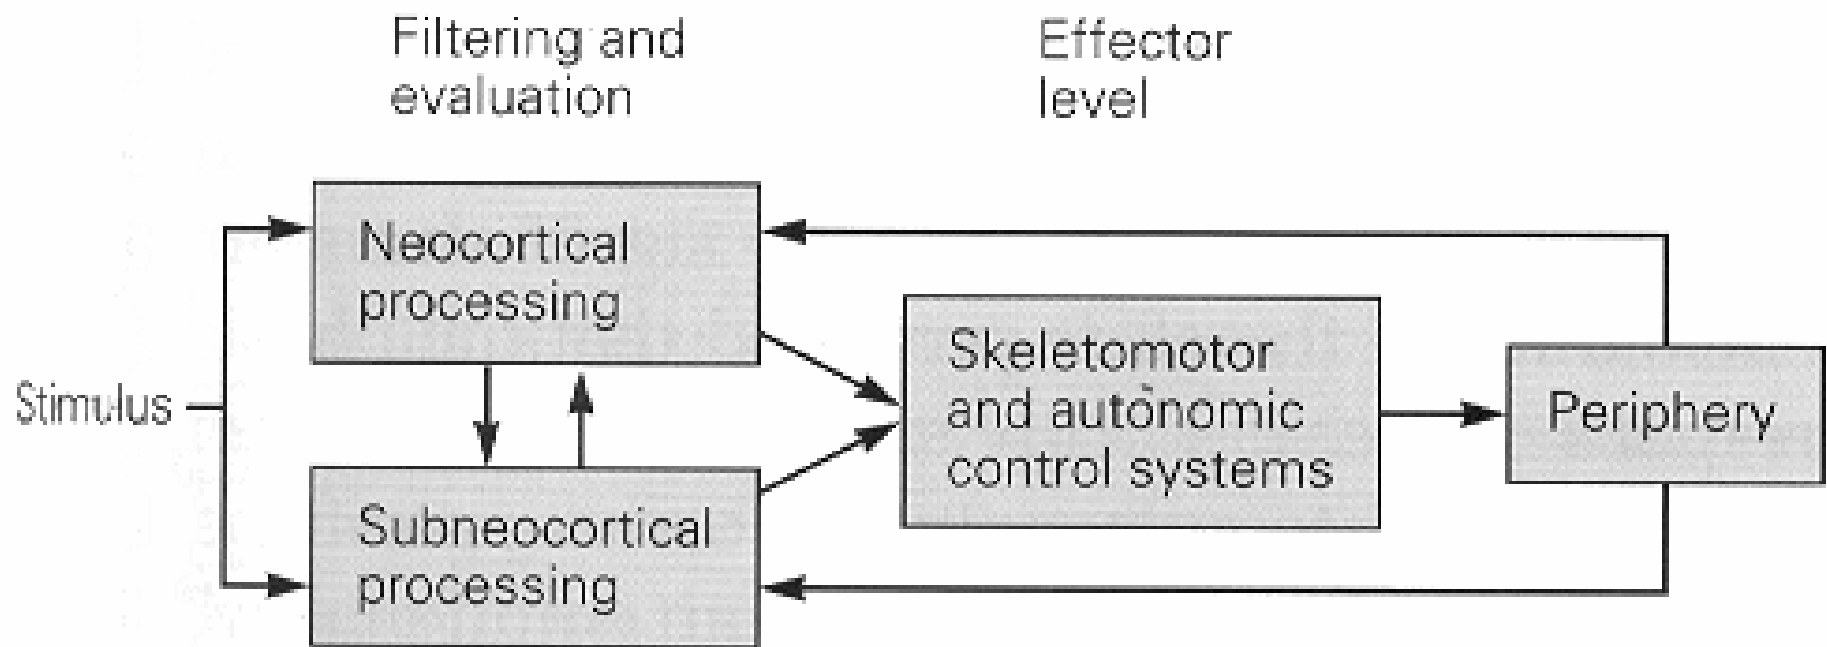 Filtering and
evaluation
Effector
level
Neocortical
processing
Stimulus
Skeletomotor
and autonomic
control systems
Periphery
Subneocortical
processing